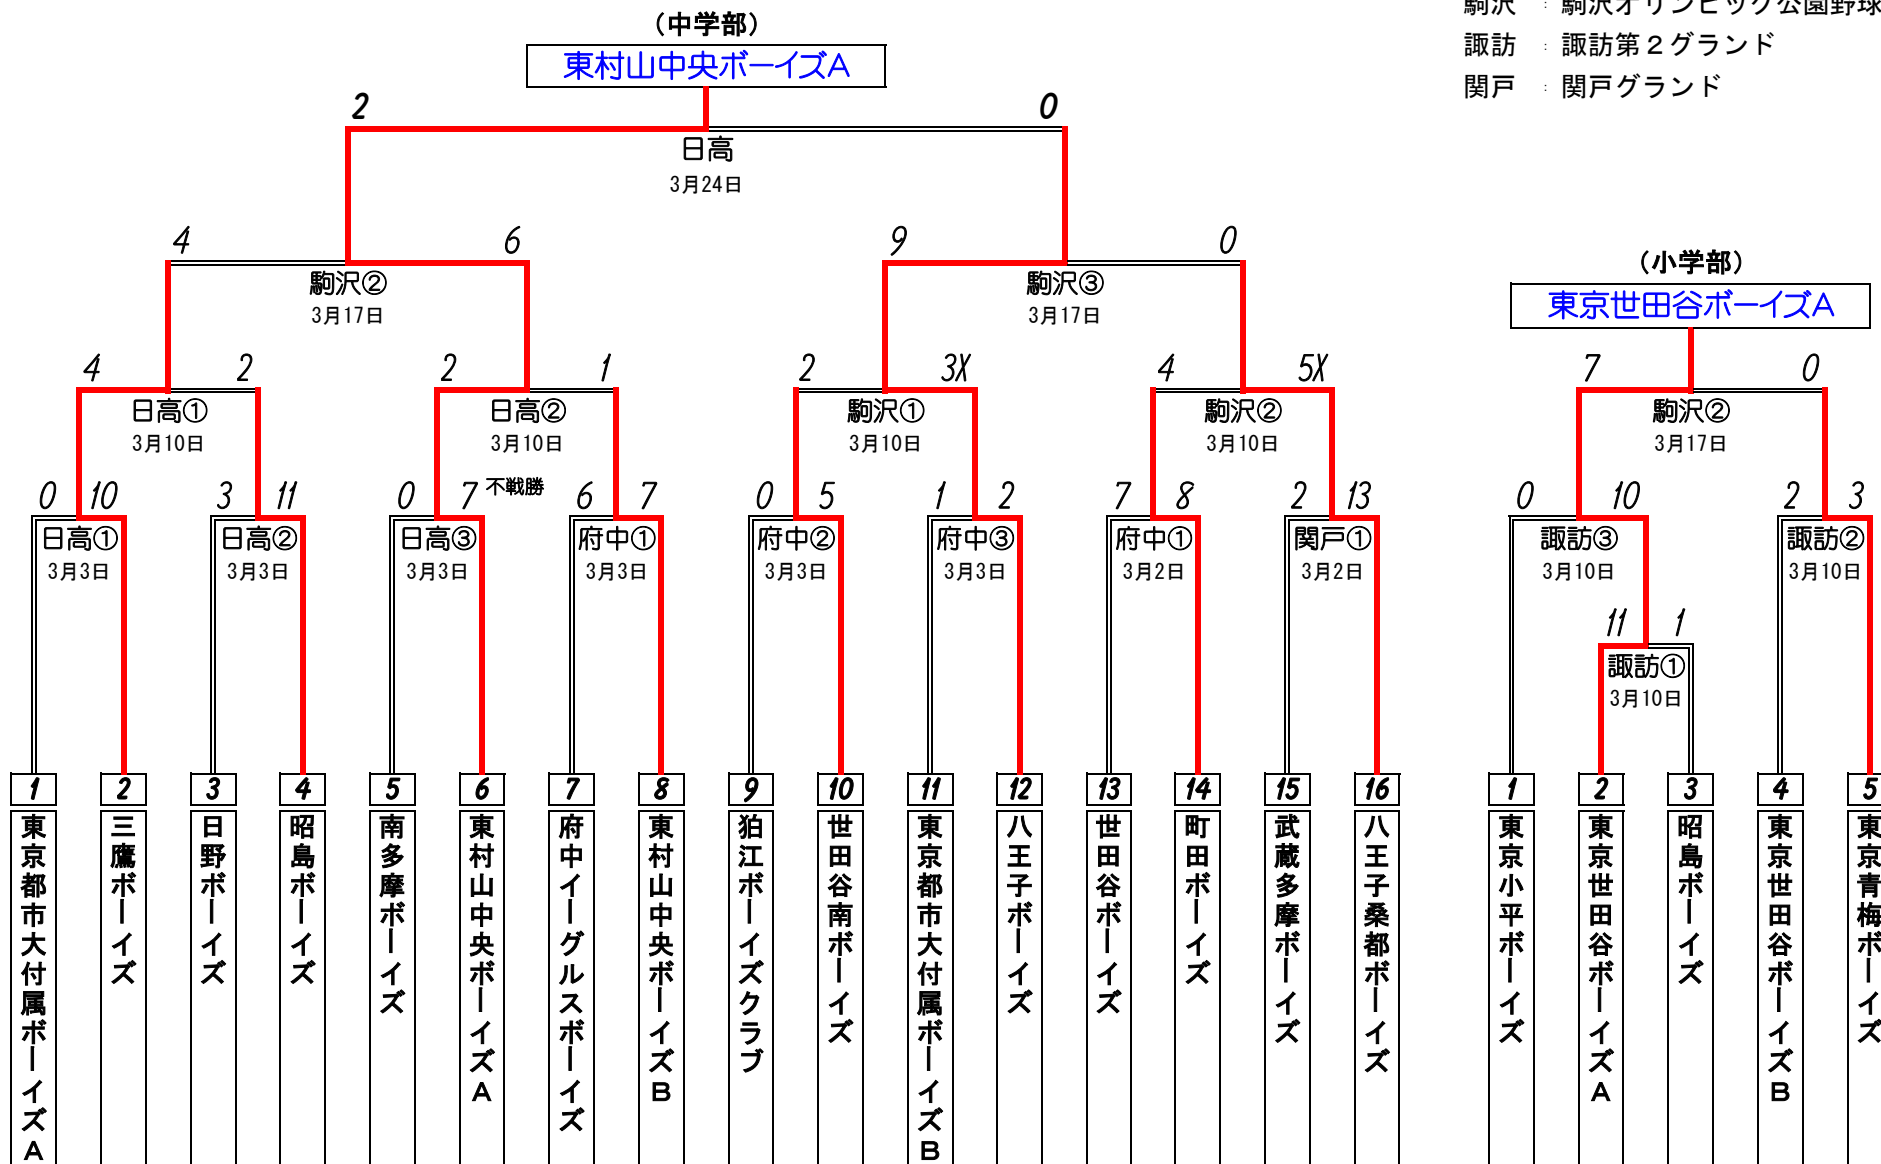 （中学部）
東村山中央ボーイズA
駒沢 : 駒沢オリンピック公園野球
諏訪 : 諏訪第２グランド
関戸 : 関戸グランド
2 0
日高
3月24日
4 6 9 0
駒沢② 駒沢③
3月17日 3月17日
（小学部）
東京世田谷ボーイズA
4 2 2 1 2 3X 4 5X 7 0
日高① 日高② 駒沢① 駒沢② 駒沢②
3月10日 3月10日 3月10日 3月10日 3月17日
0 10 3 11 0 7 不戦勝 6 7 0 5 1 2 7 8 2 13 0 10 2 3
日高① 日高② 日高③ 府中① 府中② 府中③ 府中① 関戸① 諏訪③ 諏訪②
3月3日 3月3日 3月3日 3月3日 3月3日 3月3日 3月2日 3月2日 3月10日 3月10日
11 1
諏訪①
3月10日
1 2 3 4 5 6 7 8 9 10 11 12 13 14 15 16 1 2 3 4 5
東京都市大付属ボーイズA
三鷹ボーイズ
日野ボーイズ
昭島ボーイズ
南多摩ボーイズ
東村山中央ボーイズA
府中イーグルスボーイズ
東村山中央ボーイズB
狛江ボーイズクラブ
世田谷南ボーイズ
東京都市大付属ボーイズB
八王子ボーイズ
世田谷ボーイズ
町田ボーイズ
武蔵多摩ボーイズ
八王子桑都ボーイズ
東京小平ボーイズ
東京世田谷ボーイズA
昭島ボーイズ
東京世田谷ボーイズB
東京青梅ボーイズ